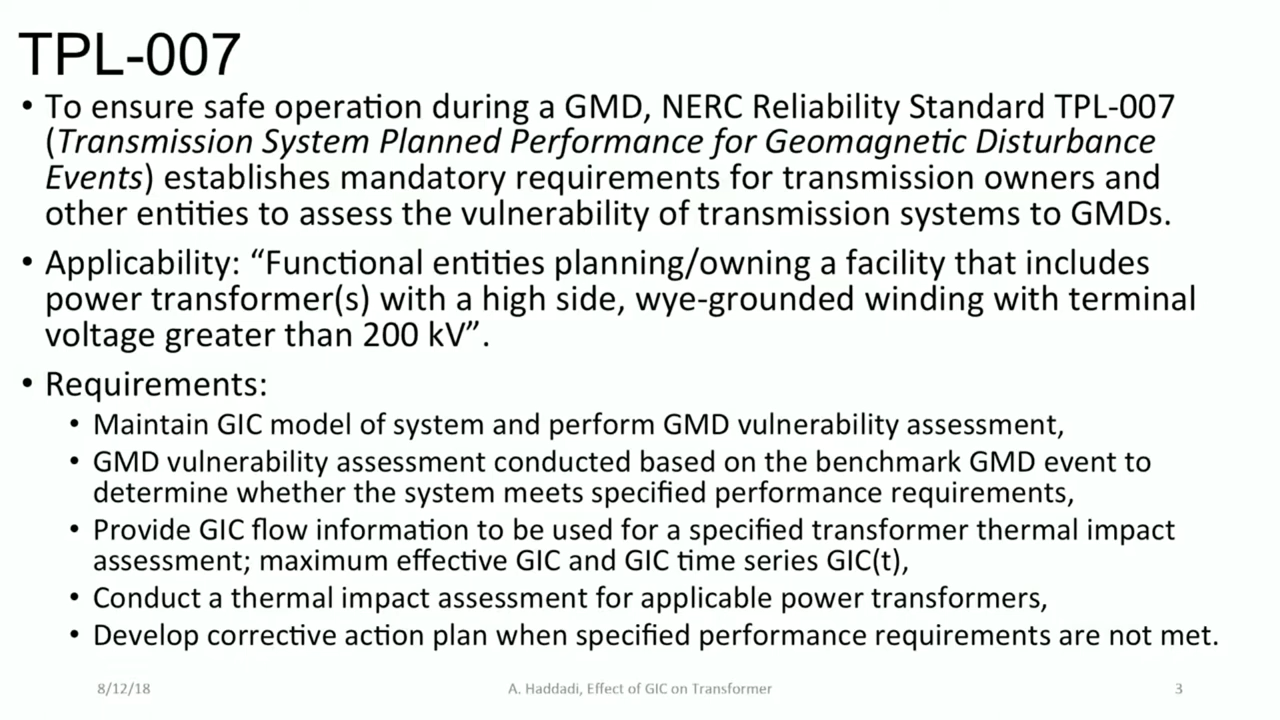 TPL-007
• To ensure safe operation during a GMD, NERC Reliability Standard TPL-007
(Transmission System Planned Performance for Geomagnetic Disturbance
Events) establishes mandatory requirements for transmission owners and
other entities to assess the vulnerability of transmission systems to GMDs.
• Applicability: “Functional entities planning/owning a facility that includes
power transformer(s) with a high side, wye-grounded winding with terminal
voltage greater than 200 kV”.
• Requirements:
• Maintain GIC model of system and perform GMD vulnerability assessment,
• GMD vulnerability assessment conducted based on the benchmark GMD event to
determine whether the system meets specified performance requirements,
• Provide GIC flow information to be used for a specified transformer thermal impact
assessment; maximum effective GIC and GIC time series GIC(t),
• Conduct a thermal impact assessment for applicable power transformers,
• Develop corrective action plan when specified performance requirements are not met.
8/12/18 A. Haddadi, Effect of GIC on Transformer 3